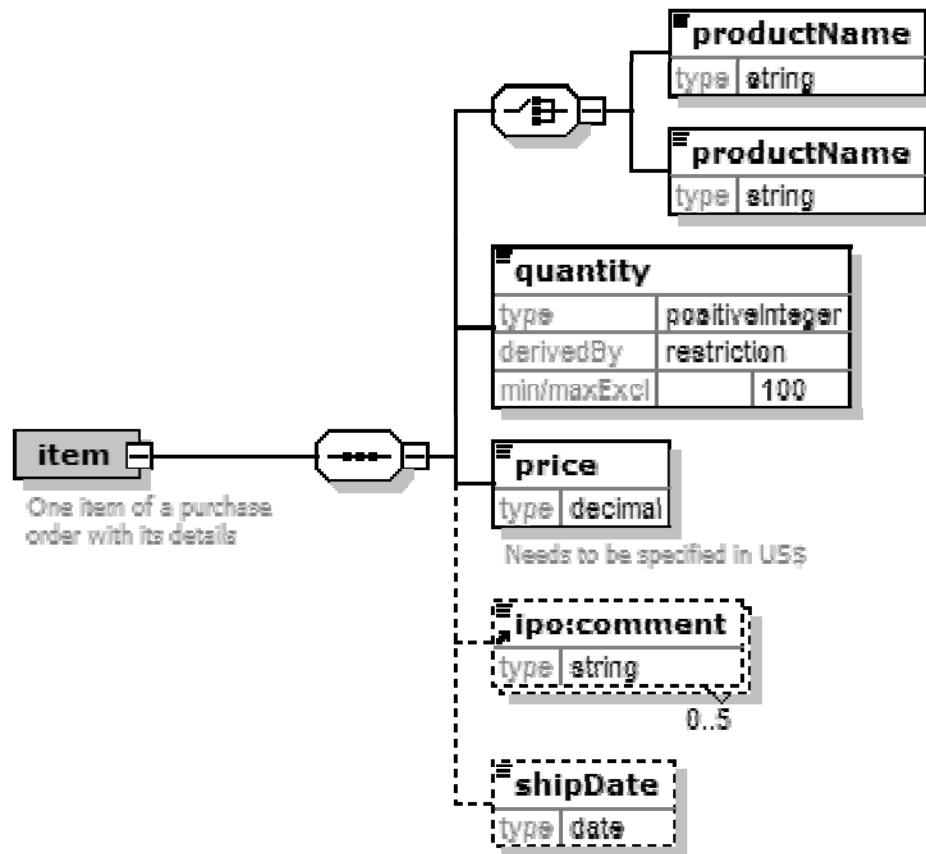 productName
type string
productName
type string
quantity
type positiveInteger
derivedBy restriction
min/maxExcl 100
item
One item of a purchase
order with its details
price
type decimal
Needs to be specified in US$
ipo:comment
type string
0..5
shipDate
type date